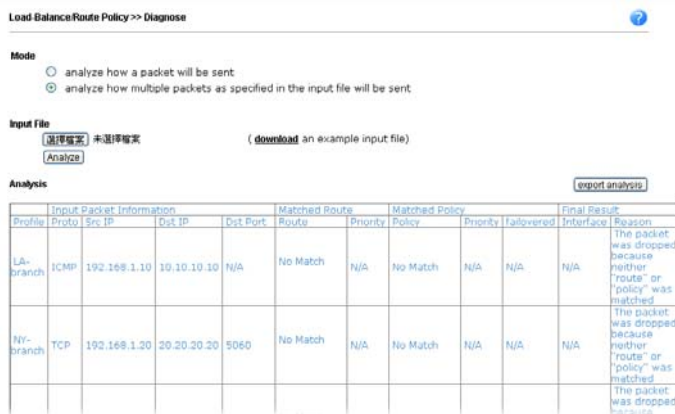 Load-Balance/Route Policy >> Diagnose
?
Mode
analyze how a packet will be sent
analyze how multiple packets as specified in the input file will be sent
Input File
選擇檔案 未選擇檔案 ( download an example input file)
Analyze
Analysis
export analysis
Input Packet Information Matched Route Matched Policy Final Result
Profile Proto Src IP Dst IP Dst Port Route Priority Policy Priority failovered Interface Reason
LA-branch ICMP 192.168.1.10 10.10.10.10 N/A No Match N/A No Match N/A N/A N/A
The packet
was dropped
because
neither
"route" or
"policy" was
matched
NY-branch TCP 192.168.1.20 20.20.20.20 5060 No Match N/A No Match N/A N/A N/A
The packet
was dropped
because
neither
"route" or
"policy" was
matched
The packet
was dropped
because